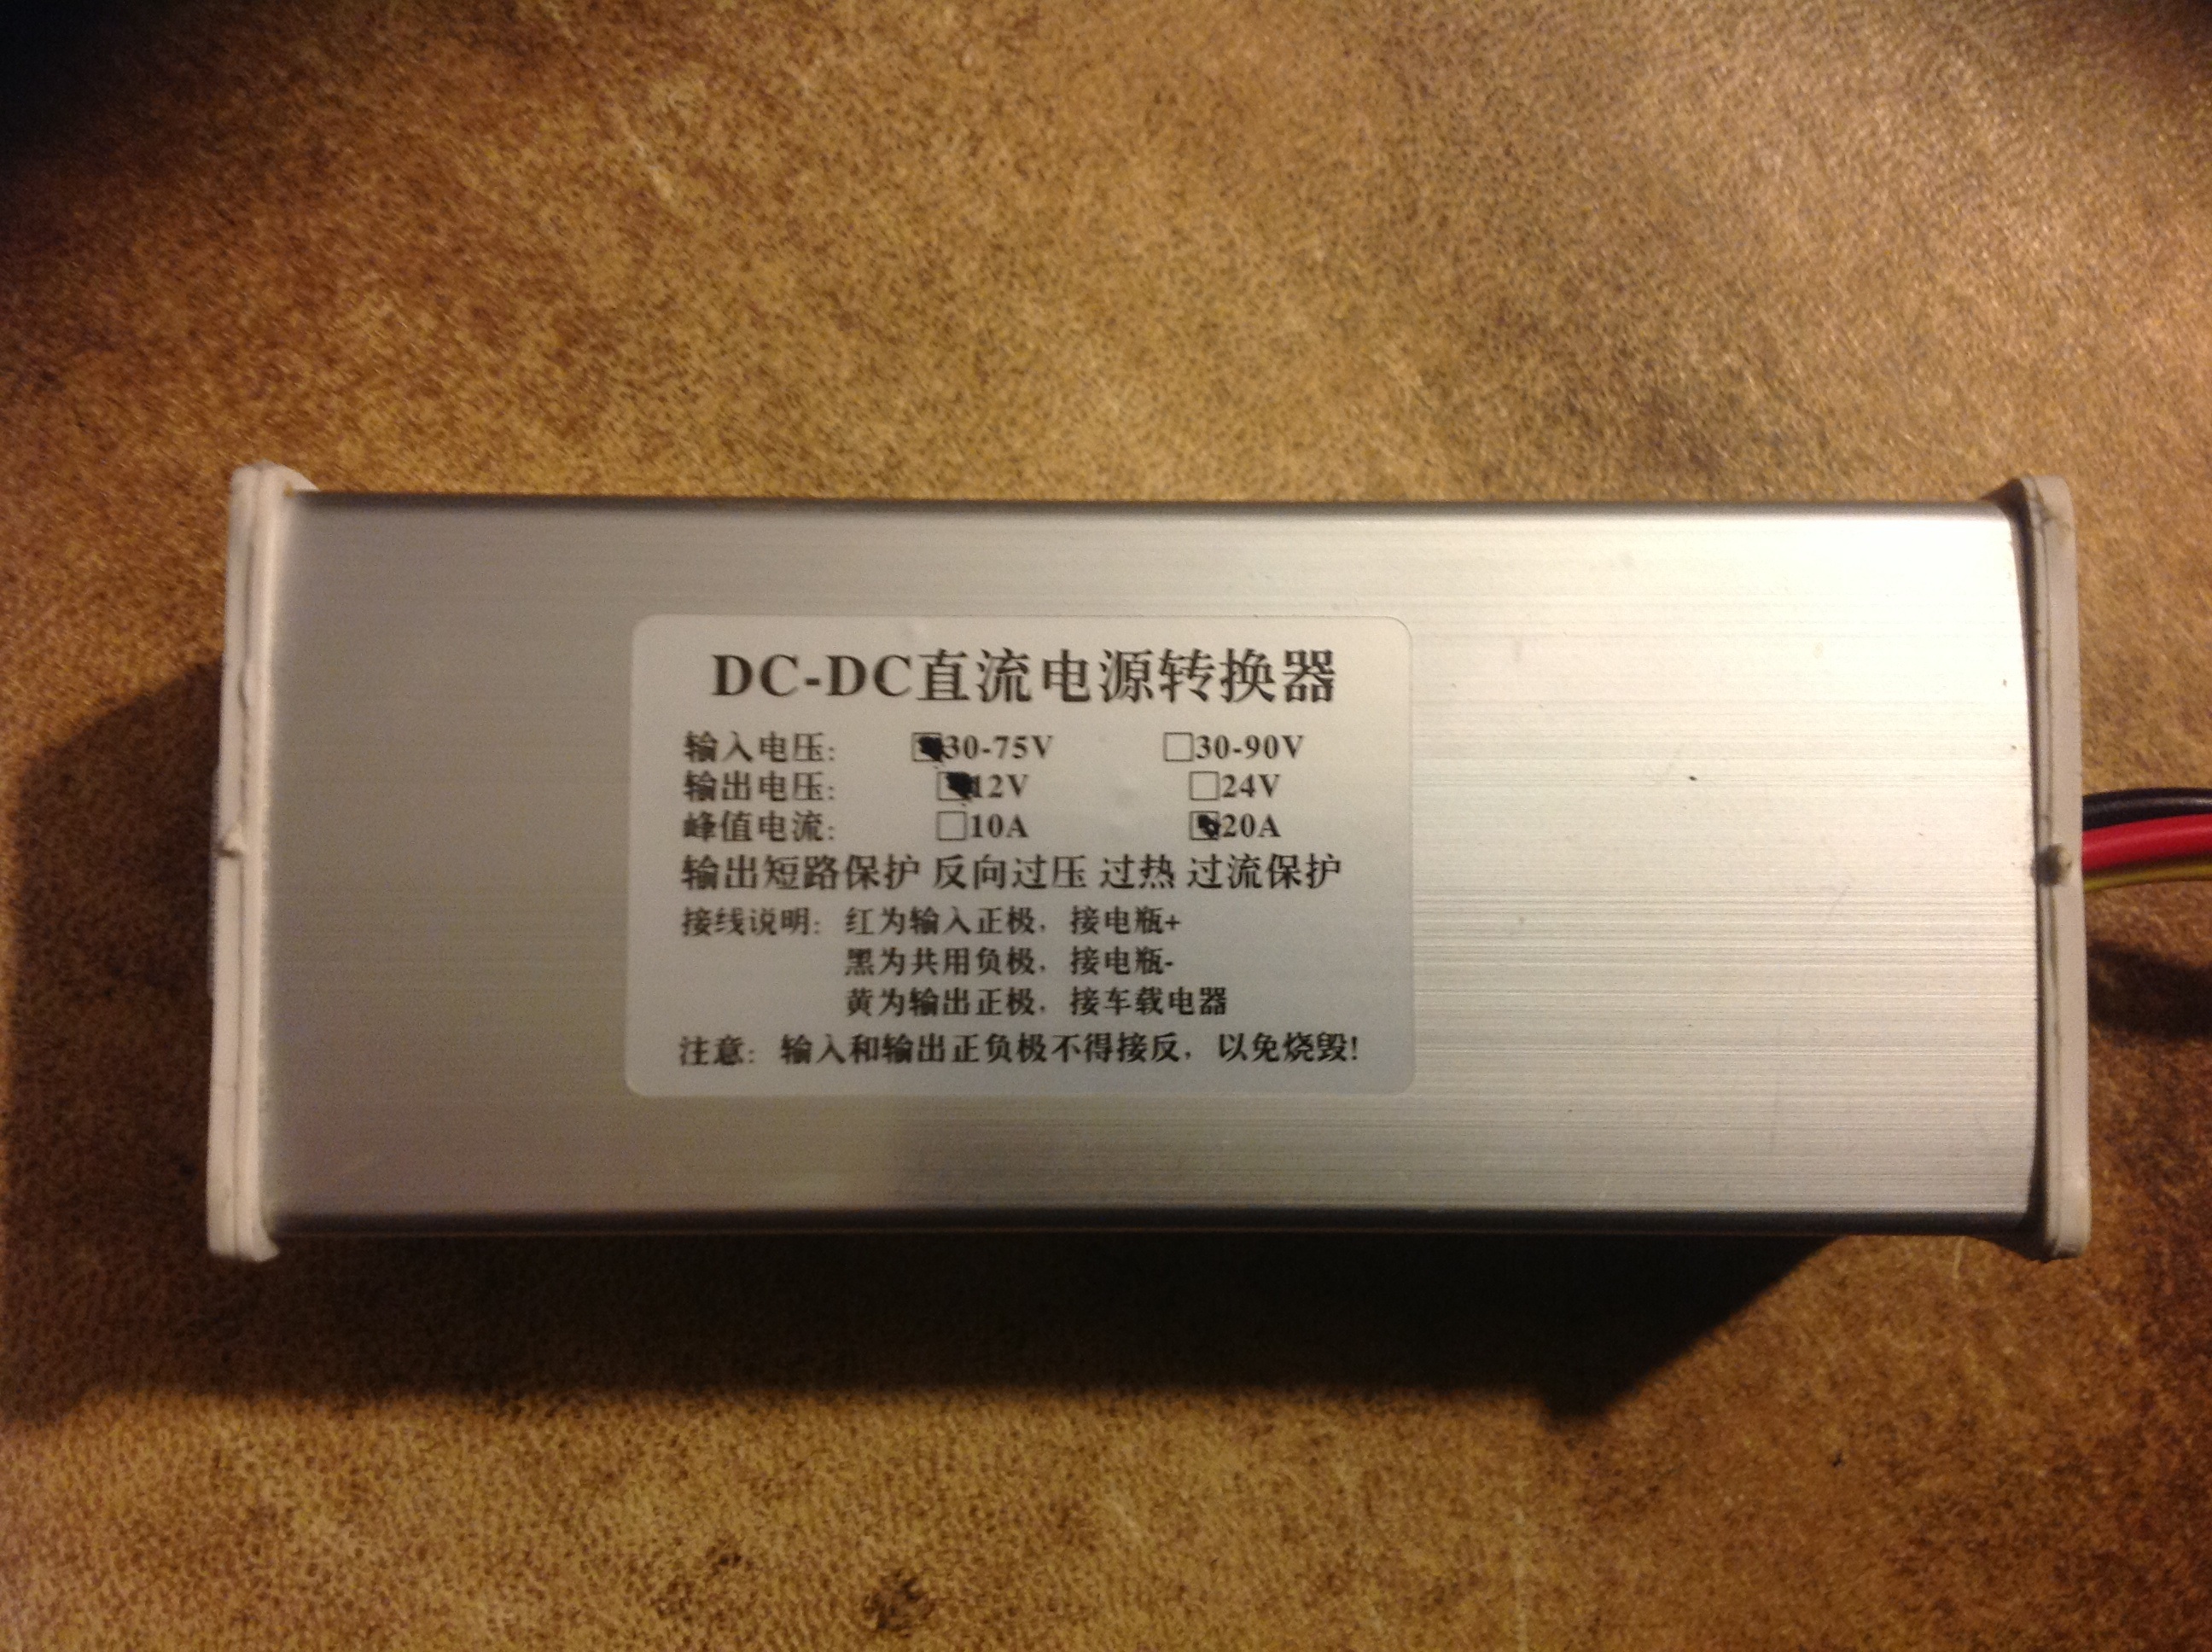 DC-DC直流电源转换器
输入电压: ■30-75V □30-90V
输出电压: ■12V □24V
峰值电流: □10A ■20A
输出短路保护 反向过压 过热 过流保护
接线说明: 红为输入正极, 接电瓶+
黑为共用负极, 接电瓶-
黄为输出正极, 接车载电器
注意: 输入和输出正负极不得接反, 以免烧毁!